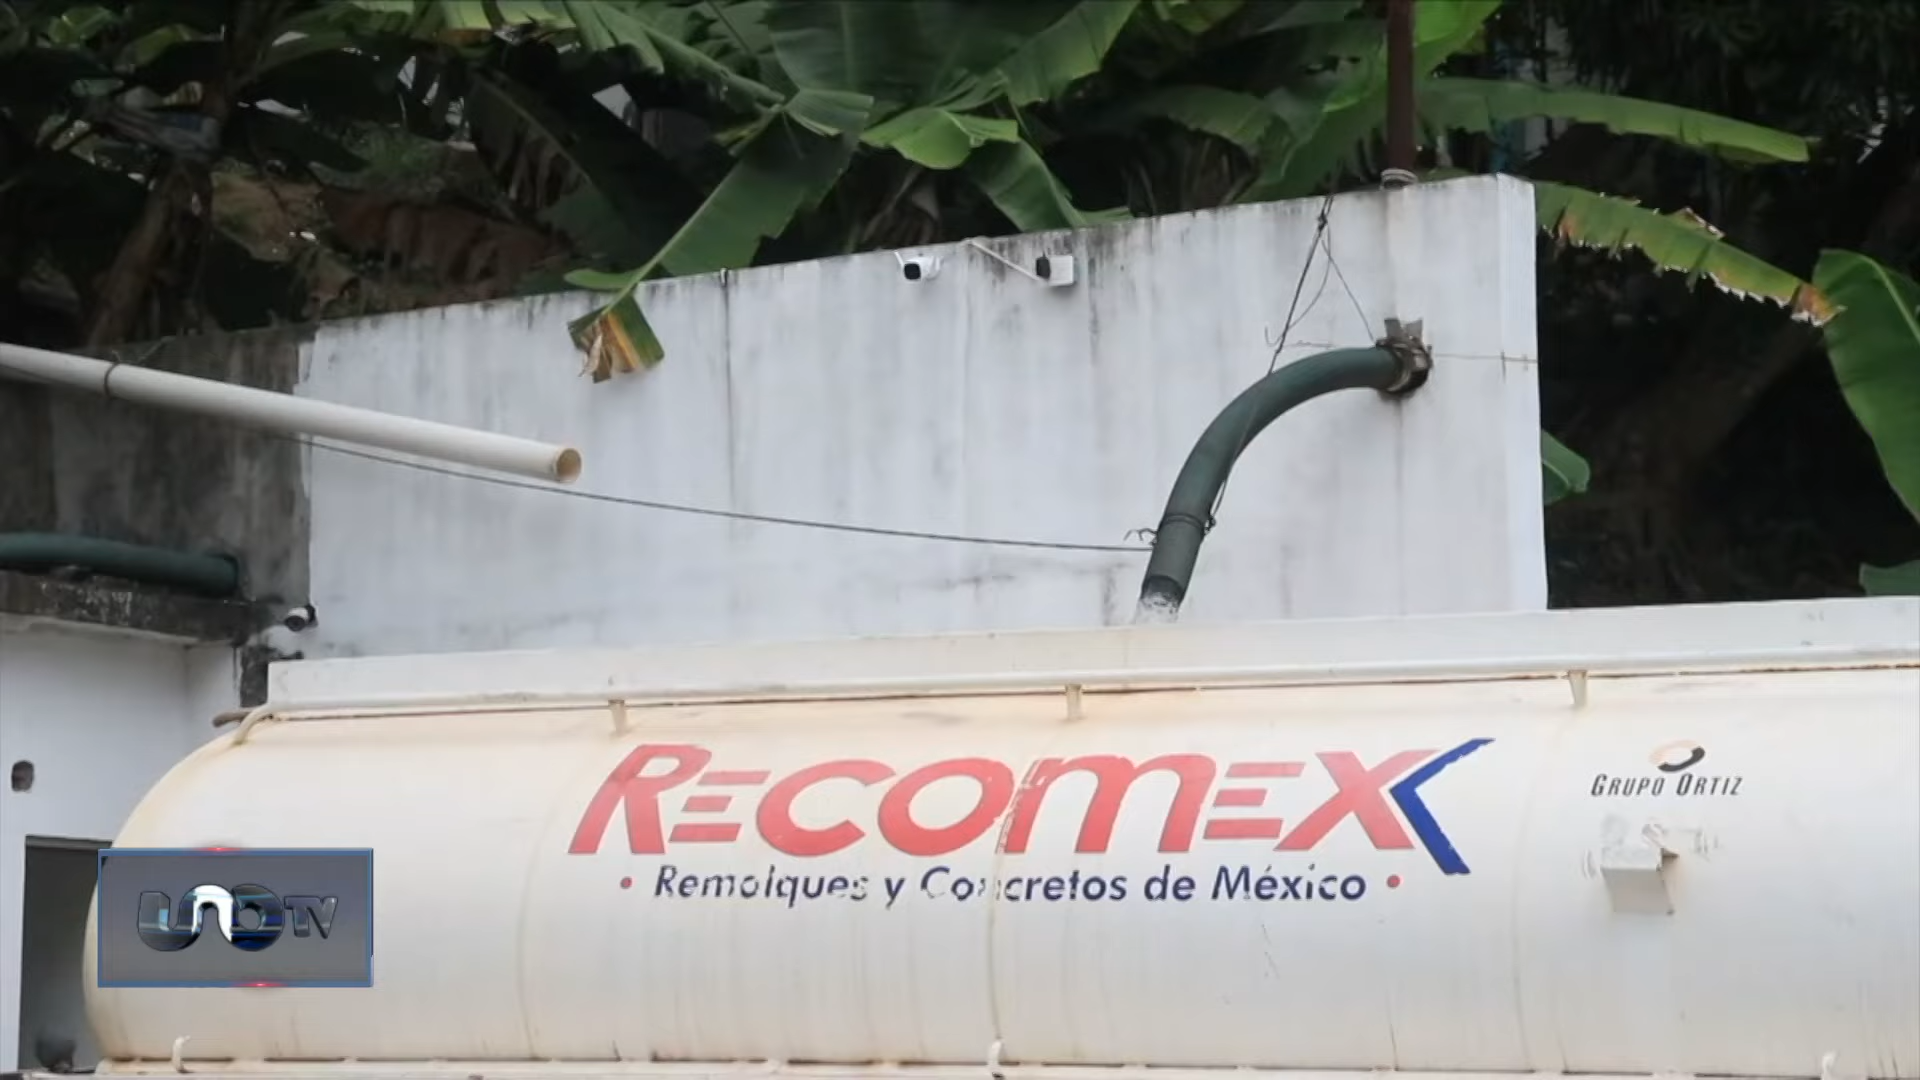 RECOMEX
GRUPO ORTIZ
• Remolques y Concretos de México •
UNOTV